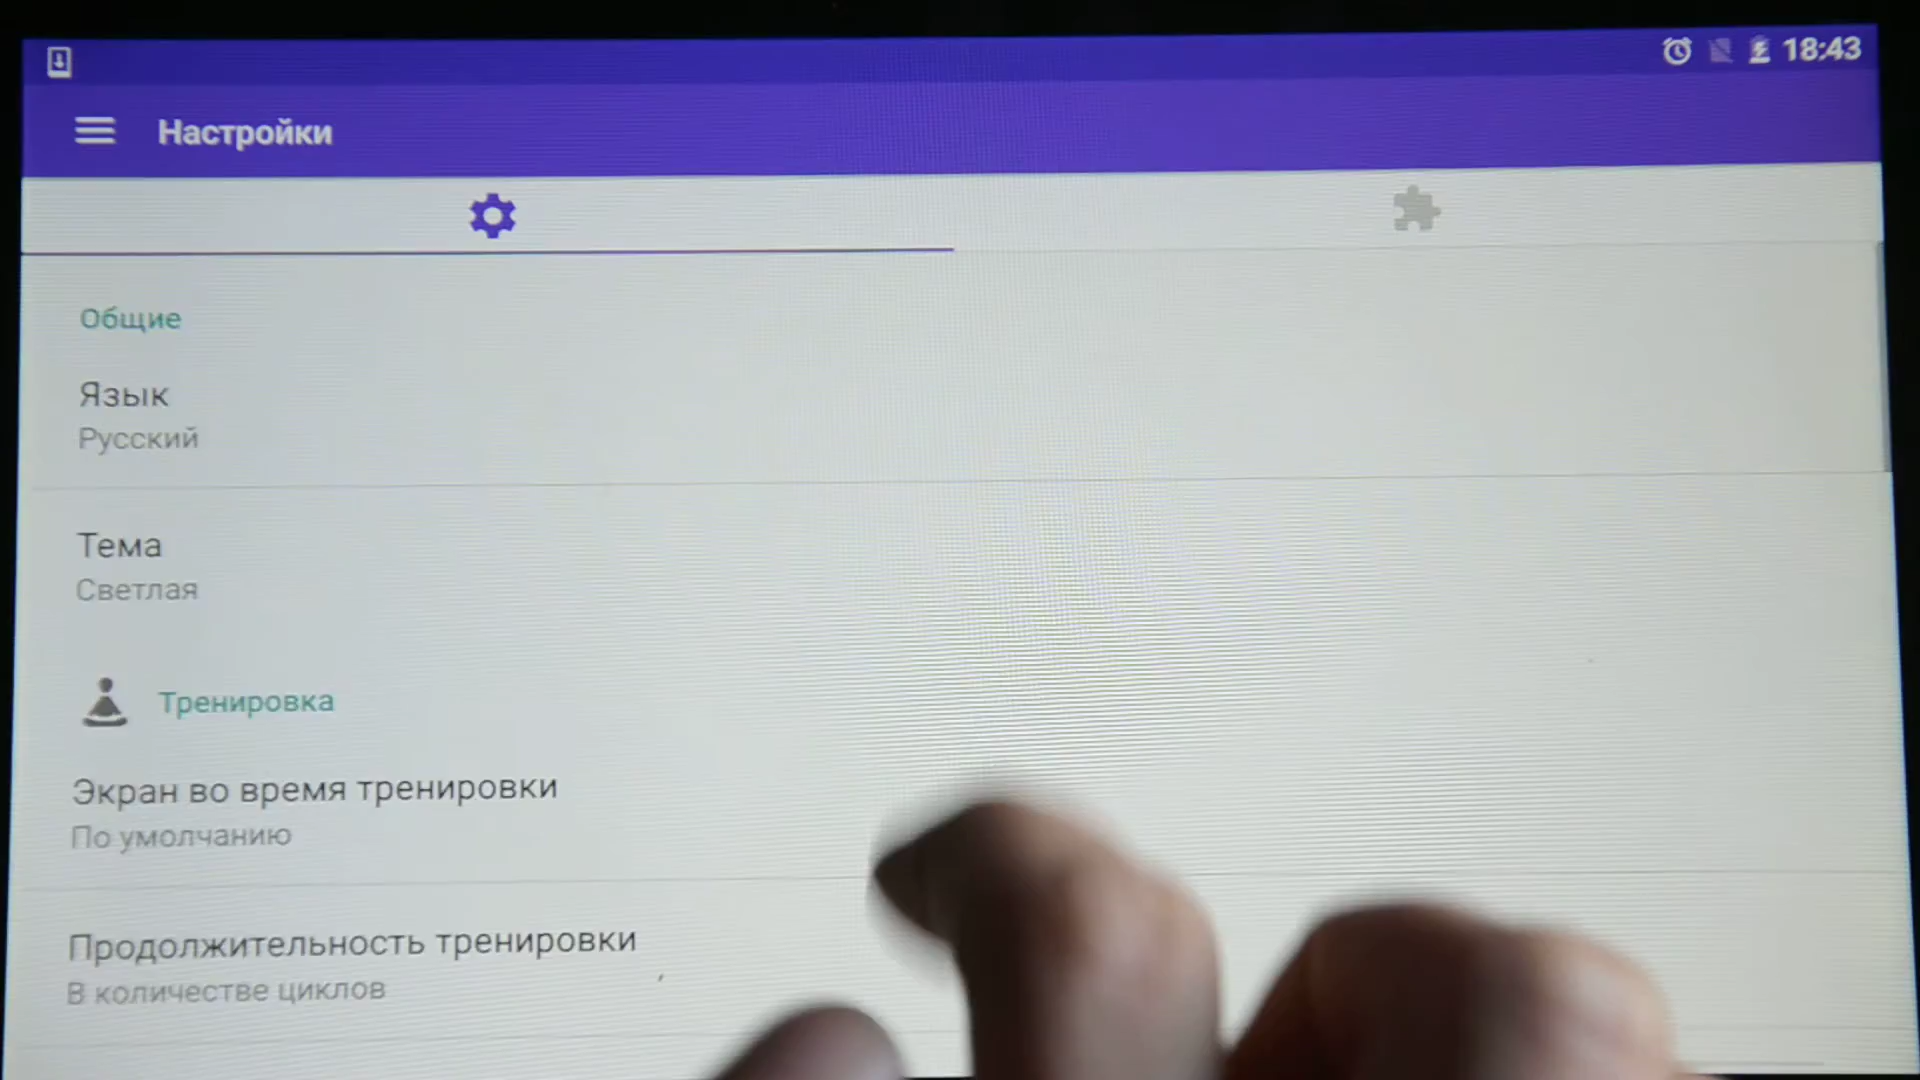 18:43
Настройки
Общие
Язык
Русский
Тема
Светлая
Тренировка
Экран во время тренировки
По умолчанию
Продолжительность тренировки
В количестве циклов